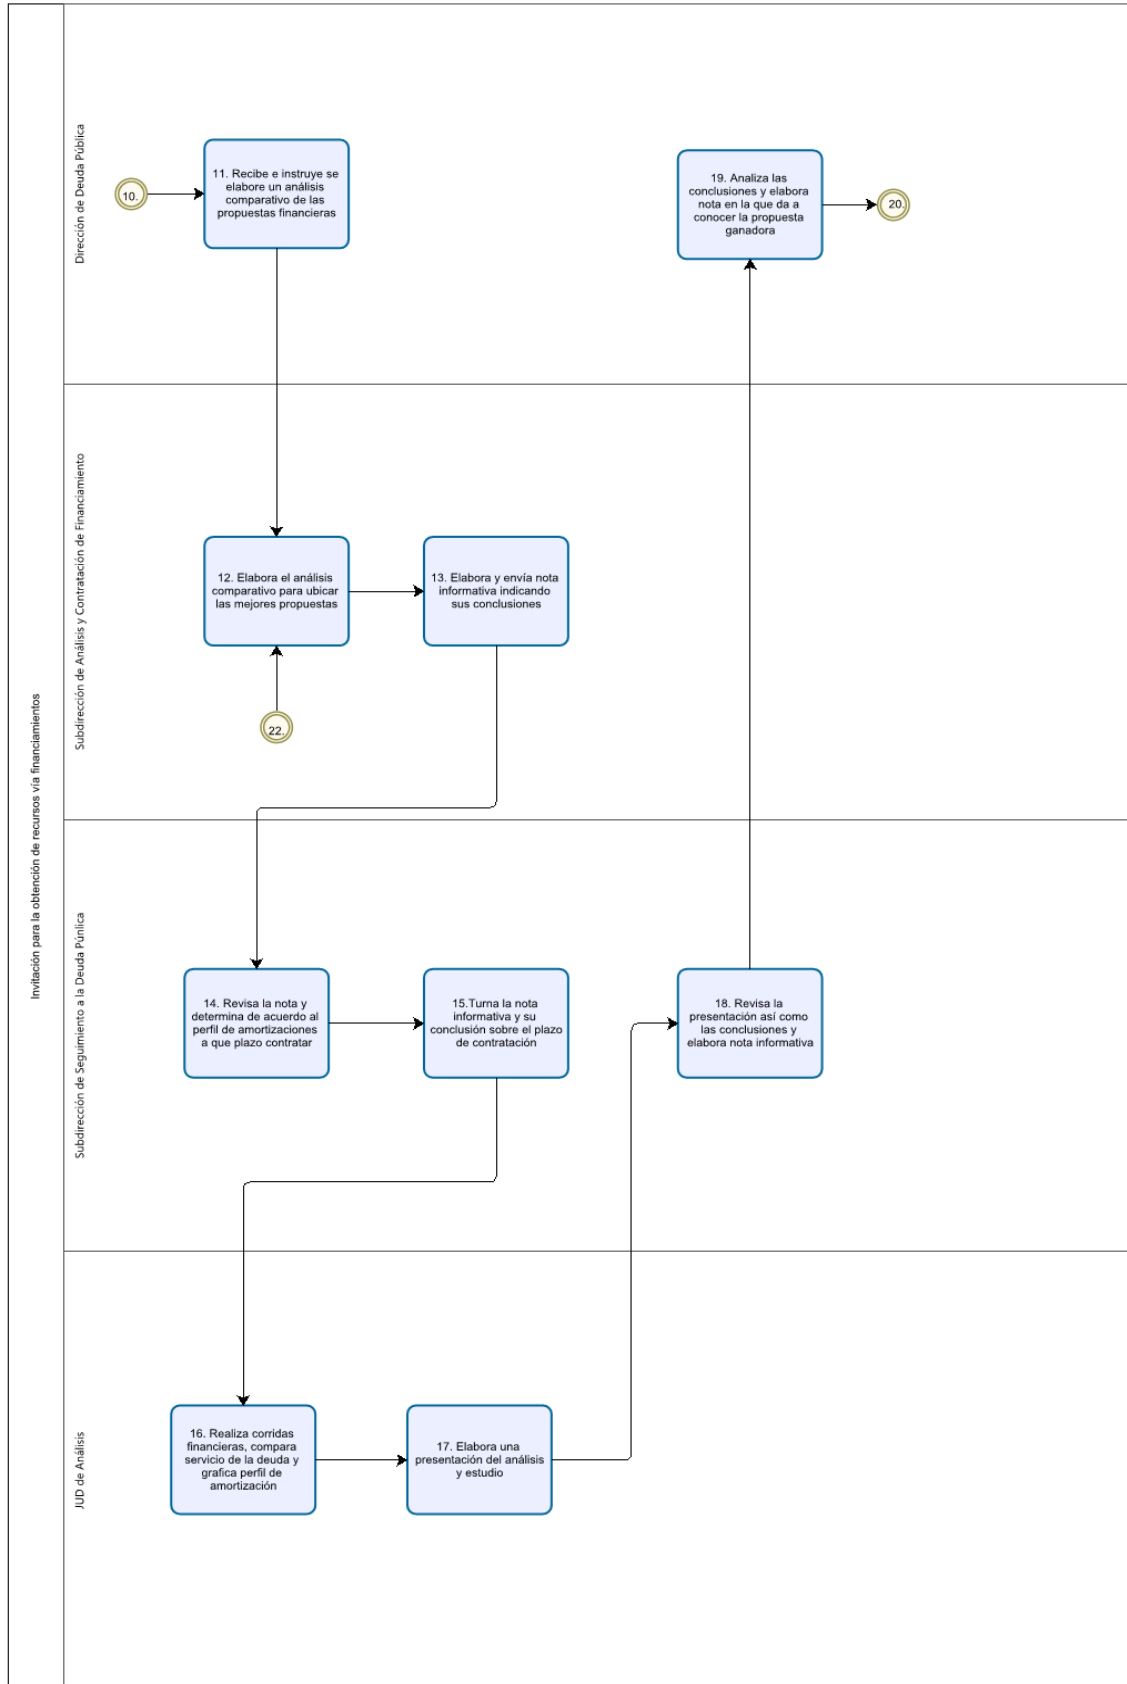 Invitación para la obtención de recursos vía financiamientos
Dirección de Deuda Pública
10.
11. Recibe e instruye se
elabore un análisis
comparativo de las
propuestas financieras
19. Analiza las
conclusiones y elabora
nota en la que da a
conocer la propuesta
ganadora
20.
Subdirección de Análisis y Contratación de Financiamiento
12. Elabora el análisis
comparativo para ubicar
las mejores propuestas
13. Elabora y envía nota
informativa indicando
sus conclusiones
22.
Subdirección de Seguimiento a la Deuda Púnlica
14. Revisa la nota y
determina de acuerdo al
perfil de amortizaciones
a que plazo contratar
15.Turna la nota
informativa y su
conclusión sobre el plazo
de contratación
18. Revisa la
presentación así como
las conclusiones y
elabora nota informativa
JUD de Análisis
16. Realiza corridas
financieras, compara
servicio de la deuda y
grafica perfil de
amortización
17. Elabora una
presentación del análisis
y estudio